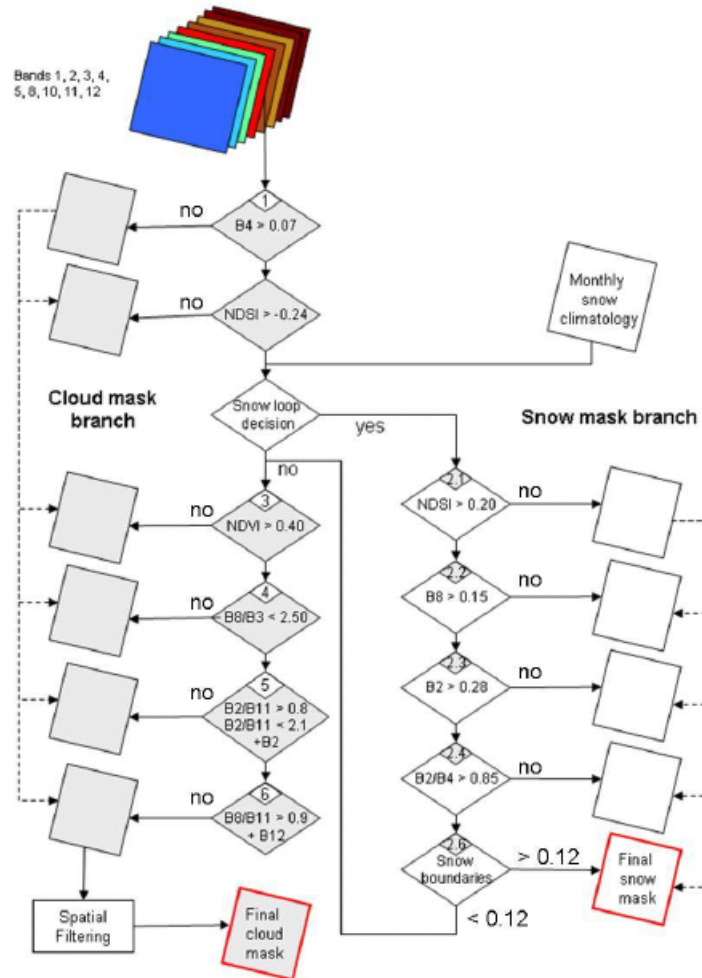 Bands 1, 2, 3, 4,
5, 8, 10, 11, 12
1
no
B4 > 0.07
no
NDSI > -0.24
Monthly
snow
climatology
Cloud mask
branch
Snow loop
decision
yes
Snow mask branch
no
2.1
NDSI > 0.20
no
3
no
NDVI > 0.40
2.2
B8 > 0.15
no
4
no
B8/B3 < 2.50
2.3
B2 > 0.28
no
5
no
B2/B11 > 0.8
B2/B11 < 2.1
+B2
2.4
B2/B4 > 0.85
no
6
no
B8/B11 > 0.9
+ B12
2.6
Snow
boundaries
> 0.12
Final
snow
mask
< 0.12
Spatial
Filtering
Final
cloud
mask